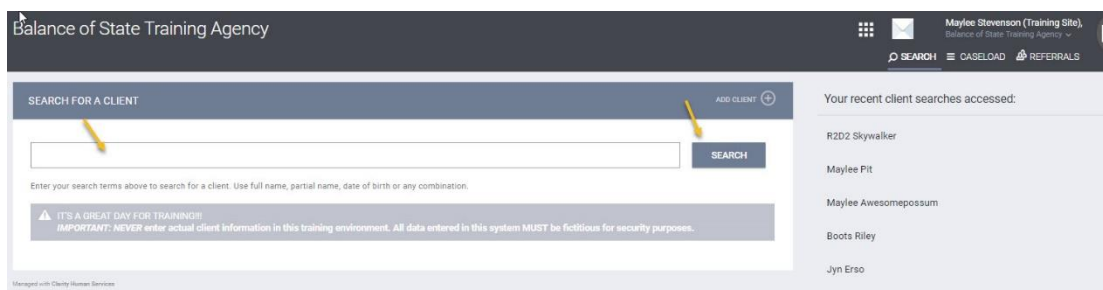 Balance of State Training Agency
Maylee Stevenson (Training Site),
Balance of State Training Agency
SEARCH CASELOAD REFERRALS
SEARCH FOR A CLIENT
ADD CLIENT
SEARCH
Enter your search terms above to search for a client. Use full name, partial name, date of birth or any combination.
IT'S A GREAT DAY FOR TRAINING!!!
IMPORTANT: NEVER enter actual client information in this training environment. All data entered in this system MUST be fictitious for security purposes.
Managed with Clarity Human Services
Your recent client searches accessed:
R2D2 Skywalker
Maylee Pit
Maylee Awesomepossum
Boots Riley
Jyn Erso